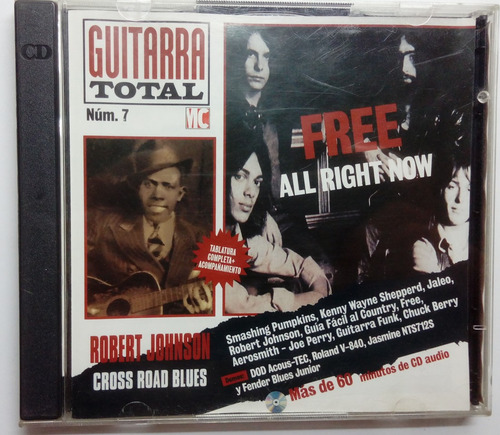 CD
GUITARRA
TOTAL
Núm. 7
MC
FREE
ALL RIGHT NOW
TABLATURA
COMPLETA+
ACOMPAÑAMIENTO
ROBERT JOHNSON
CROSS ROAD BLUES
Smashing Pumpkins, Kenny Wayne Shepperd, Jaleo,
Robert Johnson, Guía Fácil al Country, Free,
Aerosmith - Joe Perry, Guitarra Funk, Chuck Berry
DOD Acous-TEC, Roland V-840, Jasmine NTS12S
y Fender Blues Junior
Más de 60 minutos de CD audio